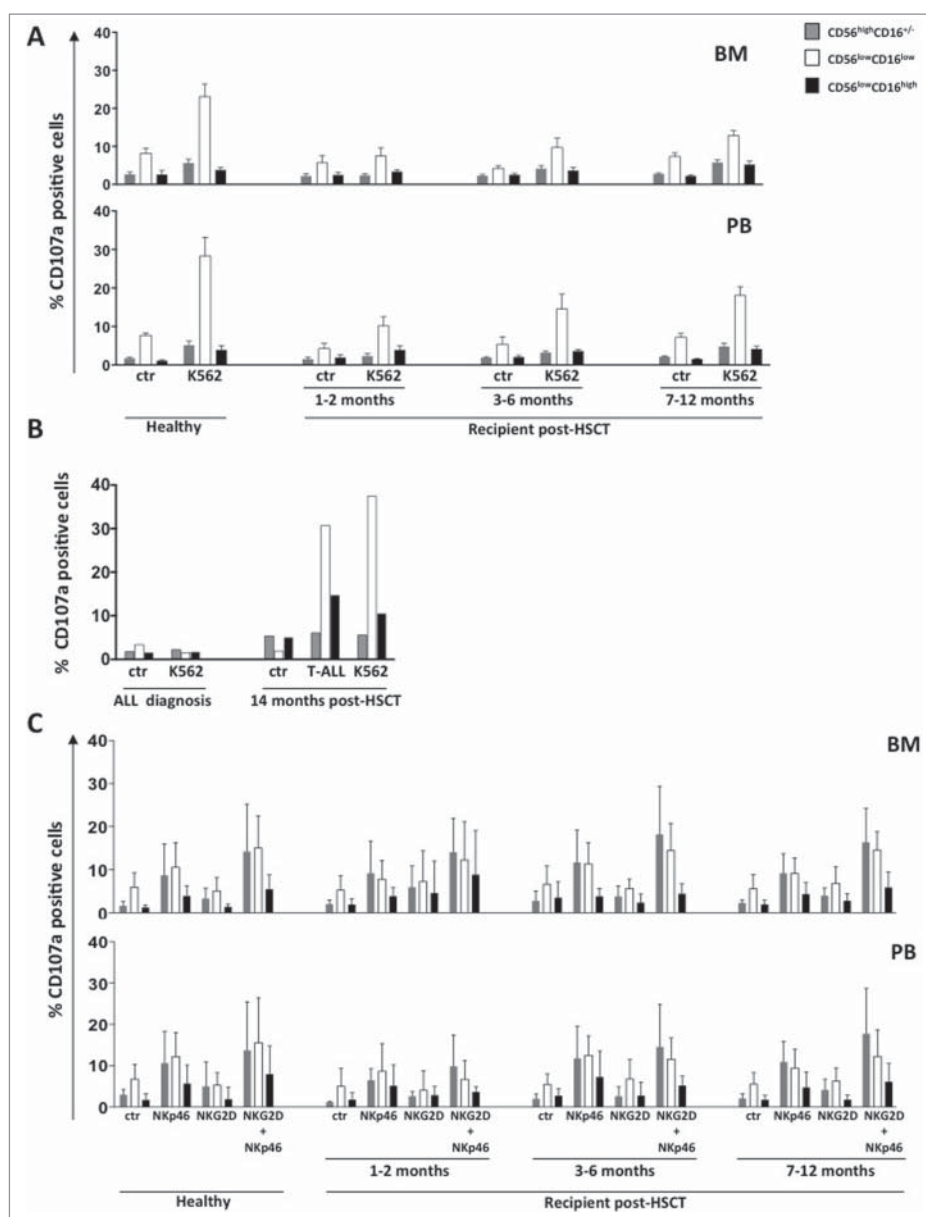 A
CD56highCD16+/-
CD56lowCD16low
CD56lowCD16high
BM
40
30
20
10
0
% CD107a positive cells
PB
40
30
20
10
0
ctr K562 ctr K562 ctr K562 ctr K562
1-2 months 3-6 months 7-12 months
Healthy Recipient post-HSCT
B
40
30
20
10
0
% CD107a positive cells
ctr K562 ctr T-ALL K562
ALL diagnosis 14 months post-HSCT
C
BM
40
30
20
10
0
% CD107a positive cells
PB
40
30
20
10
0
ctr NKp46 NKG2D NKG2D + NKp46 ctr NKp46 NKG2D NKG2D + NKp46 ctr NKp46 NKG2D NKG2D + NKp46 ctr NKp46 NKG2D NKG2D + NKp46
1-2 months 3-6 months 7-12 months
Healthy Recipient post-HSCT